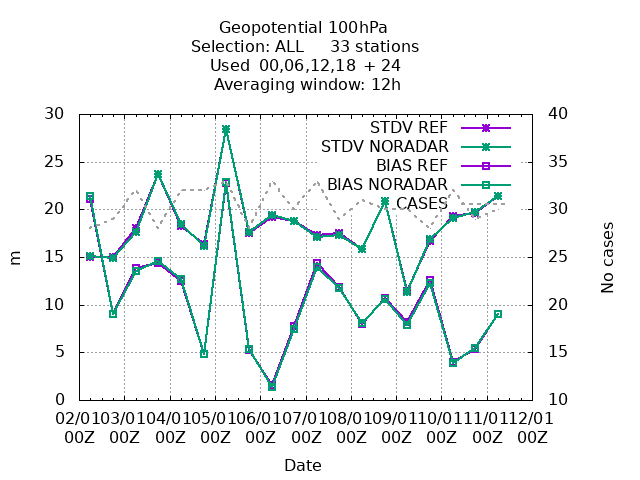 Geopotential 100hPa
Selection: ALL 33 stations
Used 00,06,12,18 + 24
Averaging window: 12h
30 40
STDV REF
STDV NORADAR
25 35
BIAS REF
BIAS NORADAR
20 30
CASES
15 25
10 20
5 15
0 10
m
No cases
02/01 03/01 04/01 05/01 06/01 07/01 08/01 09/01 10/01 11/01 12/01
00Z 00Z 00Z 00Z 00Z 00Z 00Z 00Z 00Z 00Z 00Z
Date